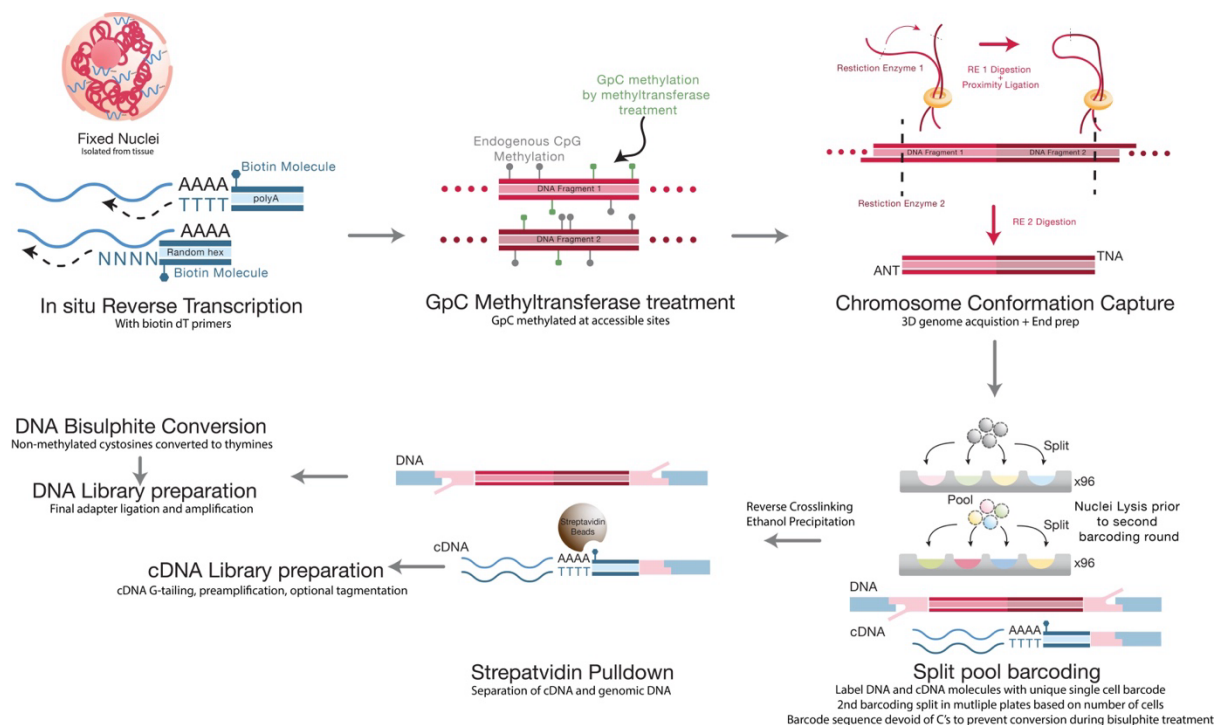 Fixed Nuclei
Isolated from tissue
Biotin Molecule
AAAA
TTTT
polyA
AAAA
NNNN
Random hex
Biotin Molecule
In situ Reverse Transcription
With biotin dT primers
GpC methylation
by methyltransferase
treatment
Endogenous CpG
Methylation
DNA Fragment 1
DNA Fragment 2
GpC Methyltransferase treatment
GpC methylated at accessible sites
Restiction Enzyme 1
RE 1 Digestion
+
Proximity Ligation
DNA Fragment 1
DNA Fragment 2
Restriction Enzyme 2
RE 2 Digestion
ANT
TNA
Chromosome Conformation Capture
3D genome acquistion + End prep
Split
x96
Pool
Split
Nuclei Lysis prior
to second
barcoding round
x96
DNA
cDNA
AAAA
TTTT
Split pool barcoding
Label DNA and cDNA molecules with unique single cell barcode
2nd barcoding split in mutliple plates based on number of cells
Barcode sequence devoid of C's to prevent conversion during bisulphite treatment
Reverse Crosslinking
Ethanol Precipitation
DNA
Streptavidin
Beads
cDNA
AAAA
TTTT
Strepatvidin Pulldown
Separation of cDNA and genomic DNA
DNA Bisulphite Conversion
Non-methylated cystosines converted to thymines
DNA Library preparation
Final adapter ligation and amplification
cDNA Library preparation
cDNA G-tailing, preamplification, optional tagmentation